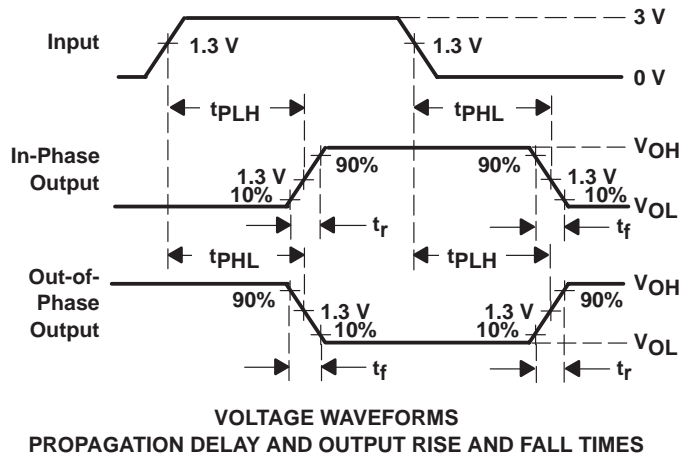 3 V
Input
1.3 V
1.3 V
0 V
tPLH
tPHL
In-Phase
Output
VOH
90%
90%
1.3 V
1.3 V
10%
10%
VOL
tr
tf
tPHL
tPLH
Out-of-
Phase
Output
VOH
90%
90%
1.3 V
1.3 V
10%
10%
VOL
tf
tr
VOLTAGE WAVEFORMS
PROPAGATION DELAY AND OUTPUT RISE AND FALL TIMES